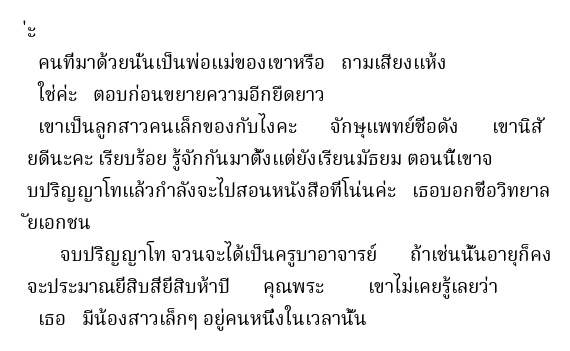 ่ะ
คนที่มาด้วยนั่นเป็นพ่อแม่ของเขาหรือ ถามเสียงแห้ง
ใช่ค่ะ ตอบก่อนขยายความอีกยืดยาว
เขาเป็นลูกสาวคนเล็กของกับไงคะ จักษุแพทย์ชื่อดัง เขานิสั
ยดีนะคะ เรียบร้อย รู้จักกันมาตั้งแต่ยังเรียนมัธยม ตอนนี้เขาจ
บปริญญาโทแล้วกำลังจะไปสอนหนังสือที่โน่นค่ะ เธอบอกชื่อวิทยาล
ัยเอกชน
จบปริญญาโท จวนจะได้เป็นครูบาอาจารย์ ถ้าเช่นนั้นอายุก็คง
จะประมาณยี่สิบสี่ยี่สิบห้าปี คุณพระ เขาไม่เคยรู้เลยว่า
เธอ มีน้องสาวเล็กๆ อยู่คนหนึ่งในเวลานั้น